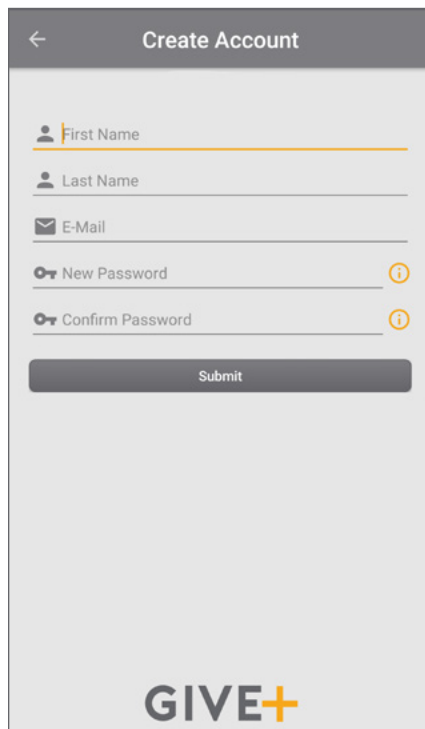 Create Account
First Name
Last Name
E-Mail
New Password
Confirm Password
Submit
GIVE+